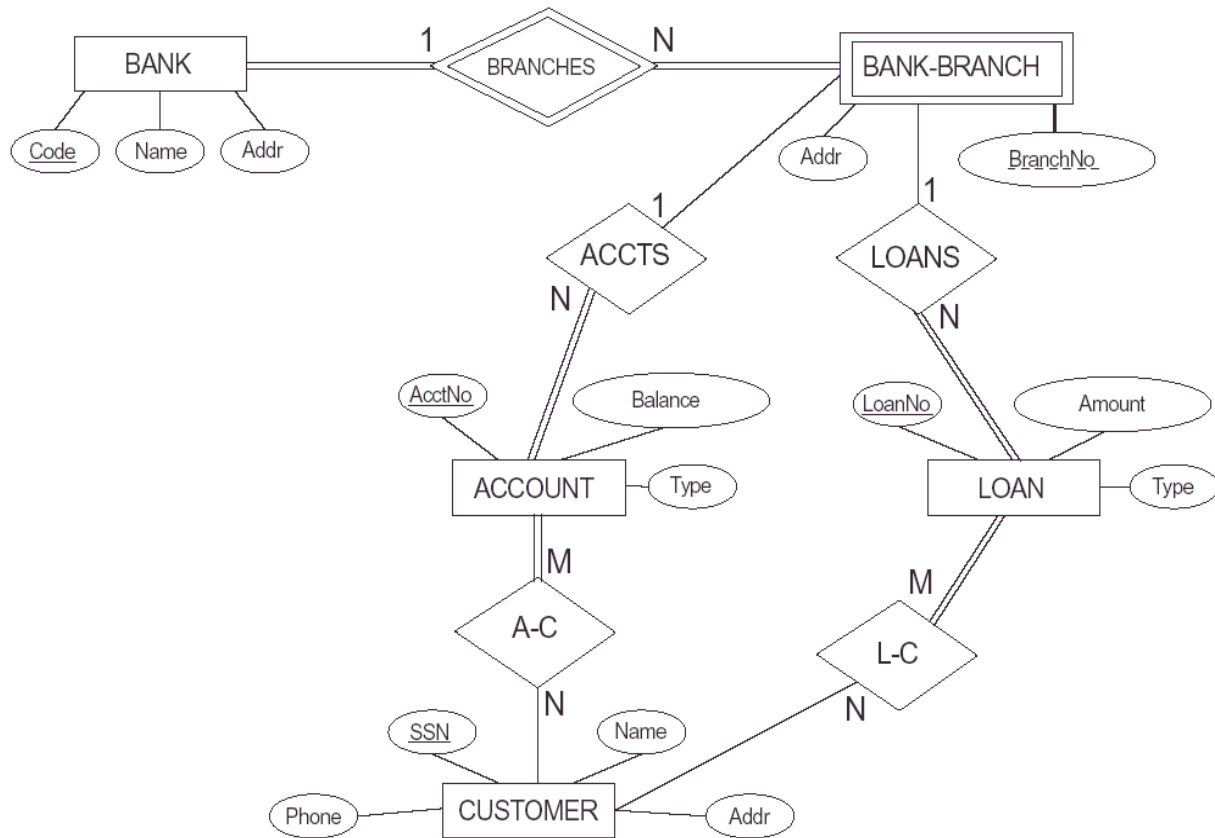 1
N
BANK
BRANCHES
BANK-BRANCH
Code
Name
Addr
Addr
BranchNo
1
1
ACCTS
LOANS
N
N
AcctNo
Balance
LoanNo
Amount
ACCOUNT
Type
LOAN
Type
M
M
A-C
L-C
N
N
SSN
Name
Phone
CUSTOMER
Addr